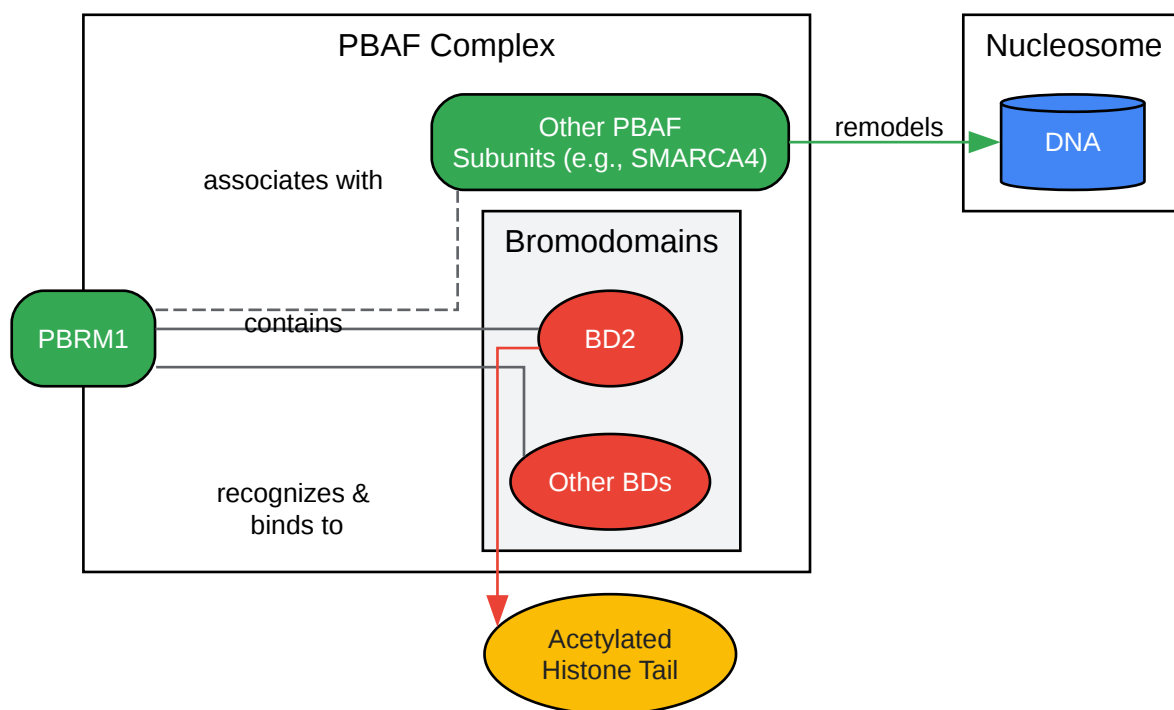 PBAF Complex
Nucleosome
Other PBAF
Subunits (e.g., SMARCA4)
remodels
DNA
associates with
Bromodomains
PBRM1
contains
BD2
Other BDs
recognizes &
binds to
Acetylated
Histone Tail